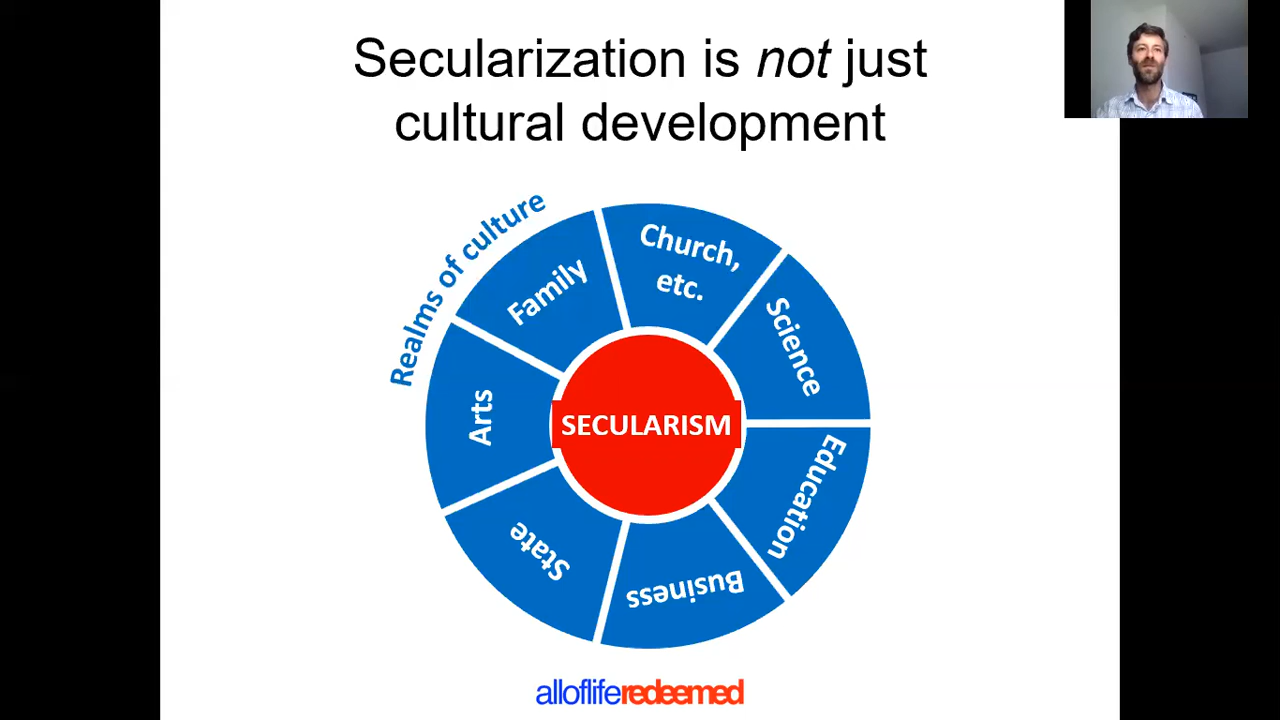 Secularization is not just
cultural development
Realms of culture
Family
Church,
etc.
Science
Arts
SECULARISM
Education
State
Business
allofliferedeemed